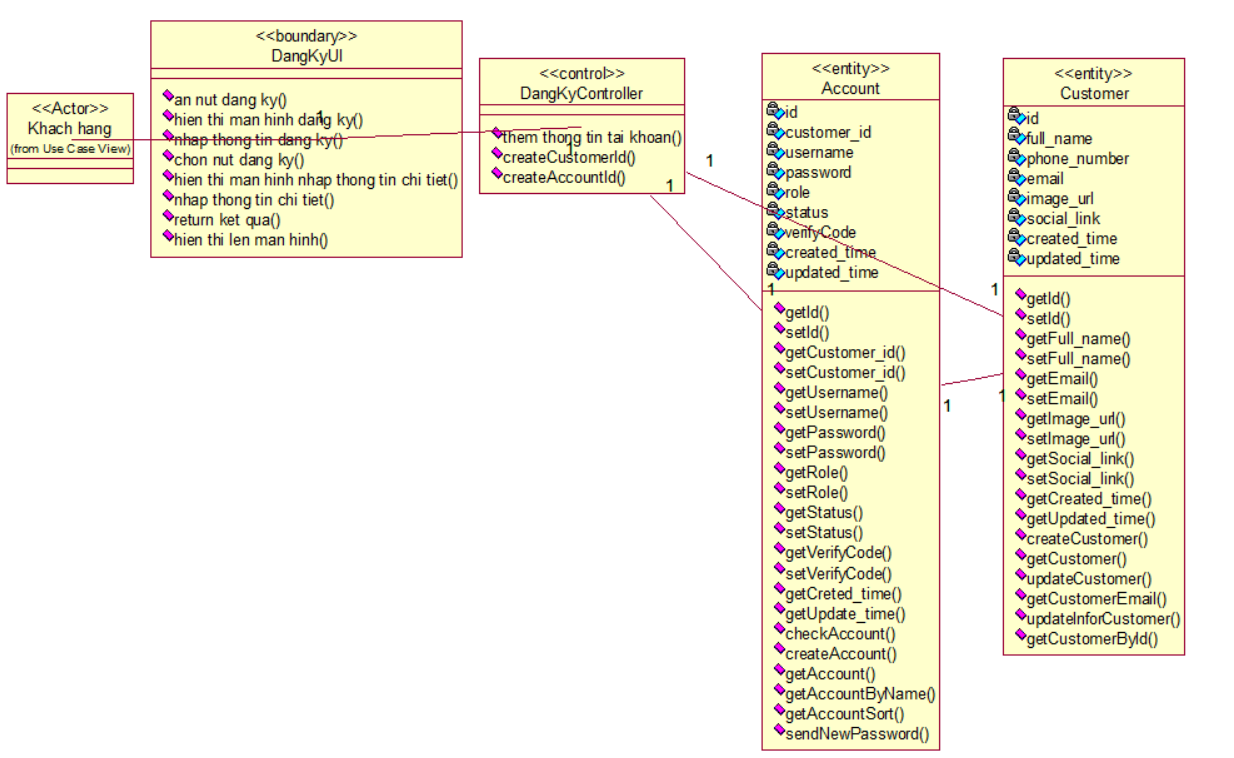 <<Actor>>
Khach hang
(from Use Case View)
<<boundary>>
DangKyUI
an nut dang ky()
hien thi man hinh dang ky()
nhap thong tin dang ky()
chon nut dang ky()
hien thi man hinh nhap thong tin chi tiet()
nhap thong tin chi tiet()
return ket qua()
hien thi len man hinh()
1
<<control>>
DangKyController
them thong tin tai khoan()
createCustomerId()
createAccountId()
1
1
1
<<entity>>
Account
id
customer_id
username
password
role
status
verifyCode
created_time
updated_time
1
getId()
setId()
getCustomer_id()
setCustomer_id()
getUsername()
setUsername()
getPassword()
setPassword()
getRole()
setRole()
getStatus()
setStatus()
getVerifyCode()
setVerifyCode()
getCreted_time()
getUpdate_time()
checkAccount()
createAccount()
getAccount()
getAccountByName()
getAccountSort()
sendNewPassword()
1
1
1
<<entity>>
Customer
id
full_name
phone_number
email
image_url
social_link
created_time
updated_time
getId()
setId()
getFull_name()
setFull_name()
getEmail()
setEmail()
getImage_url()
setImage_url()
getSocial_link()
setSocial_link()
getCreated_time()
getUpdated_time()
createCustomer()
getCustomer()
updateCustomer()
getCustomerEmail()
updateInforCustomer()
getCustomerById()